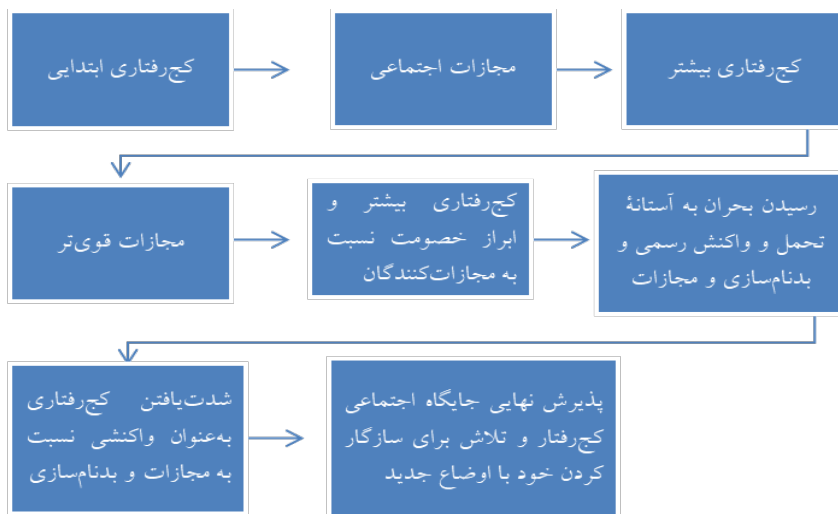 کج‌رفتاری ابتدایی
مجازات اجتماعی
کج‌رفتاری بیشتر
مجازات قوی‌تر
کج‌رفتاری بیشتر و
ابراز خصومت نسبت
به مجازات‌کنندگان
رسیدن بحران به آستانهٔ
تحمل و واکنش رسمی و
بدنام‌سازی و مجازات
شدت‌یافتن کج‌رفتاری
به‌عنوان واکنشی نسبت
به مجازات و بدنام‌سازی
پذیرش نهایی جایگاه اجتماعی
کج‌رفتار و تلاش برای سازگار
کردن خود با اوضاع جدید